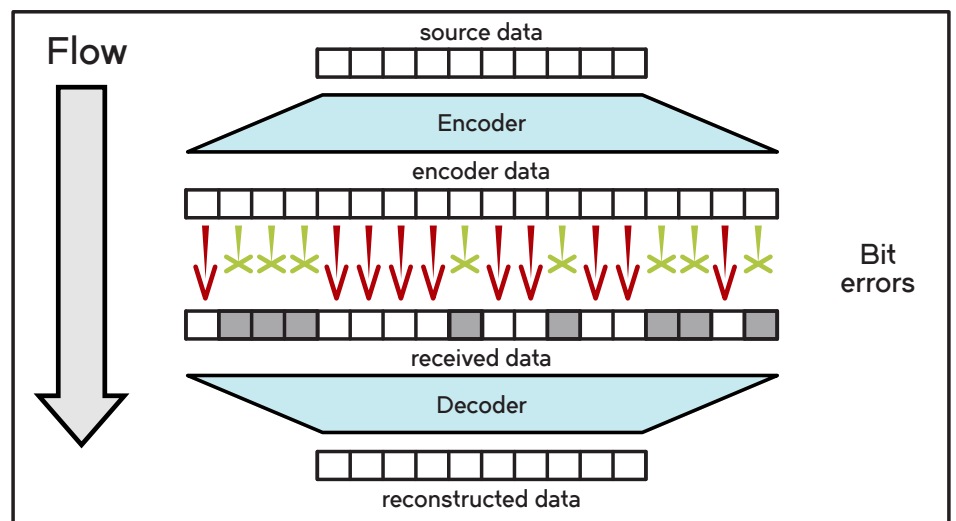 Flow
source data
Encoder
encoder data
Bit
errors
received data
Decoder
reconstructed data